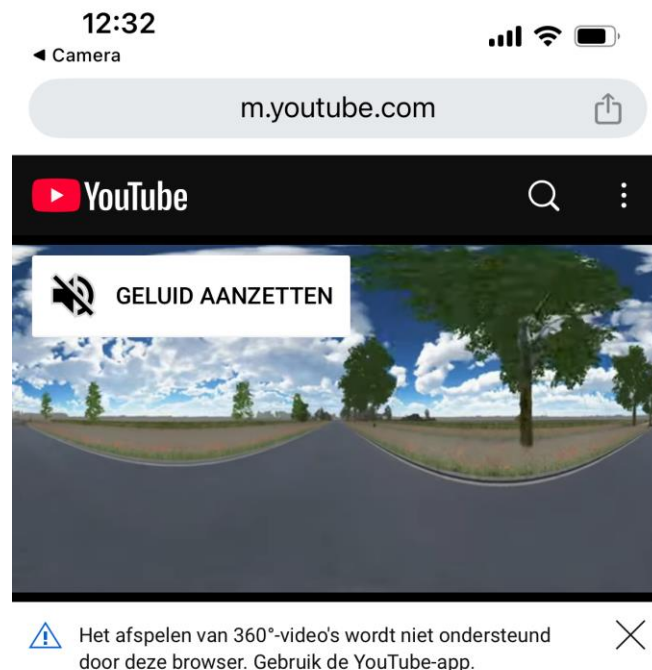 12:32
◀ Camera
m.youtube.com
YouTube
GELUID AANZETTEN
Het afspelen van 360°-video's wordt niet ondersteund
door deze browser. Gebruik de YouTube-app.